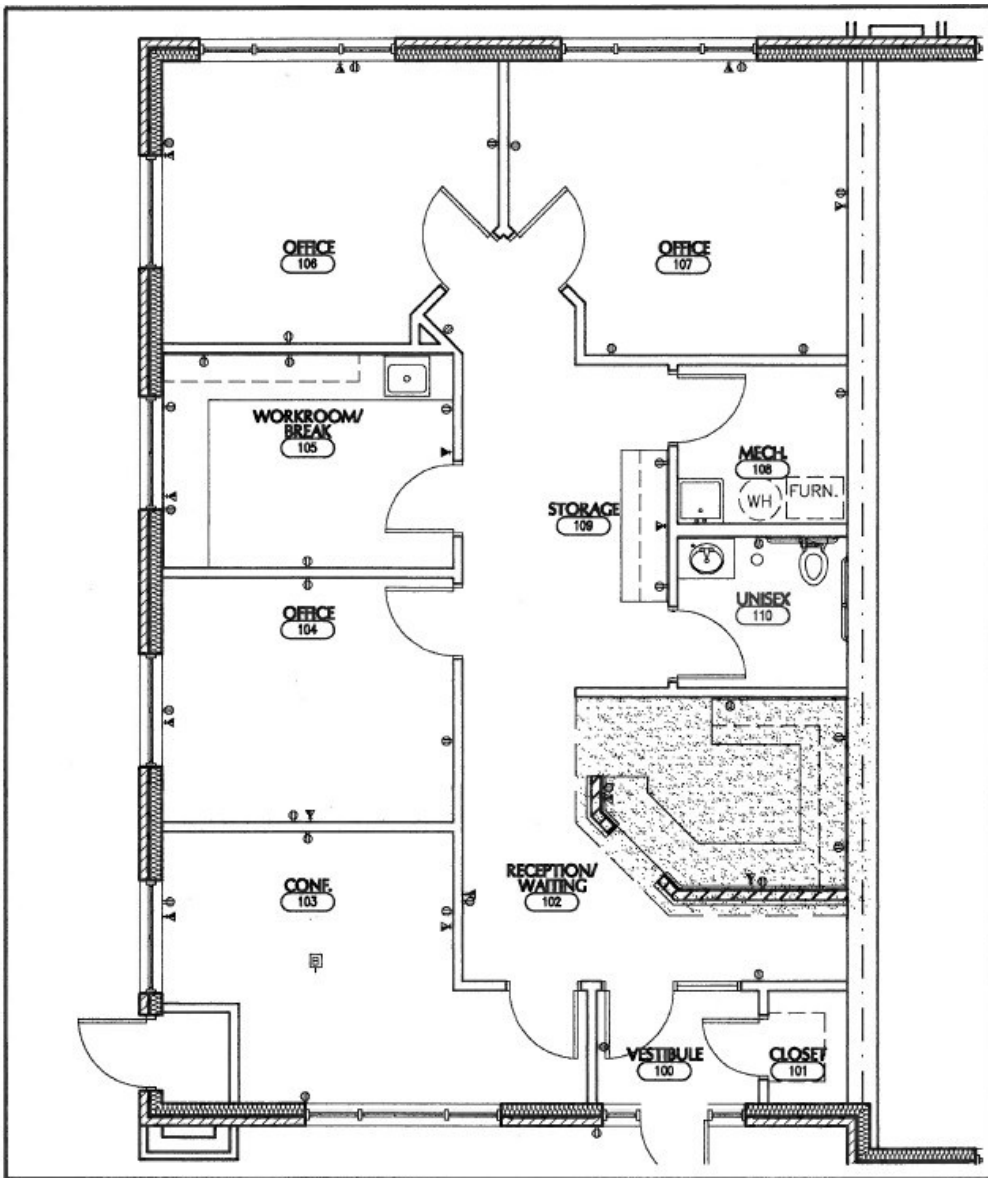 OFFICE
106
OFFICE
107
WORKROOM/
BREAK
105
MECH.
108
WH
FURN.
STORAGE
109
UNISEX
110
OFFICE
104
RECEPTION/
WAITING
102
CONF.
103
VESTIBULE
100
CLOSET
101